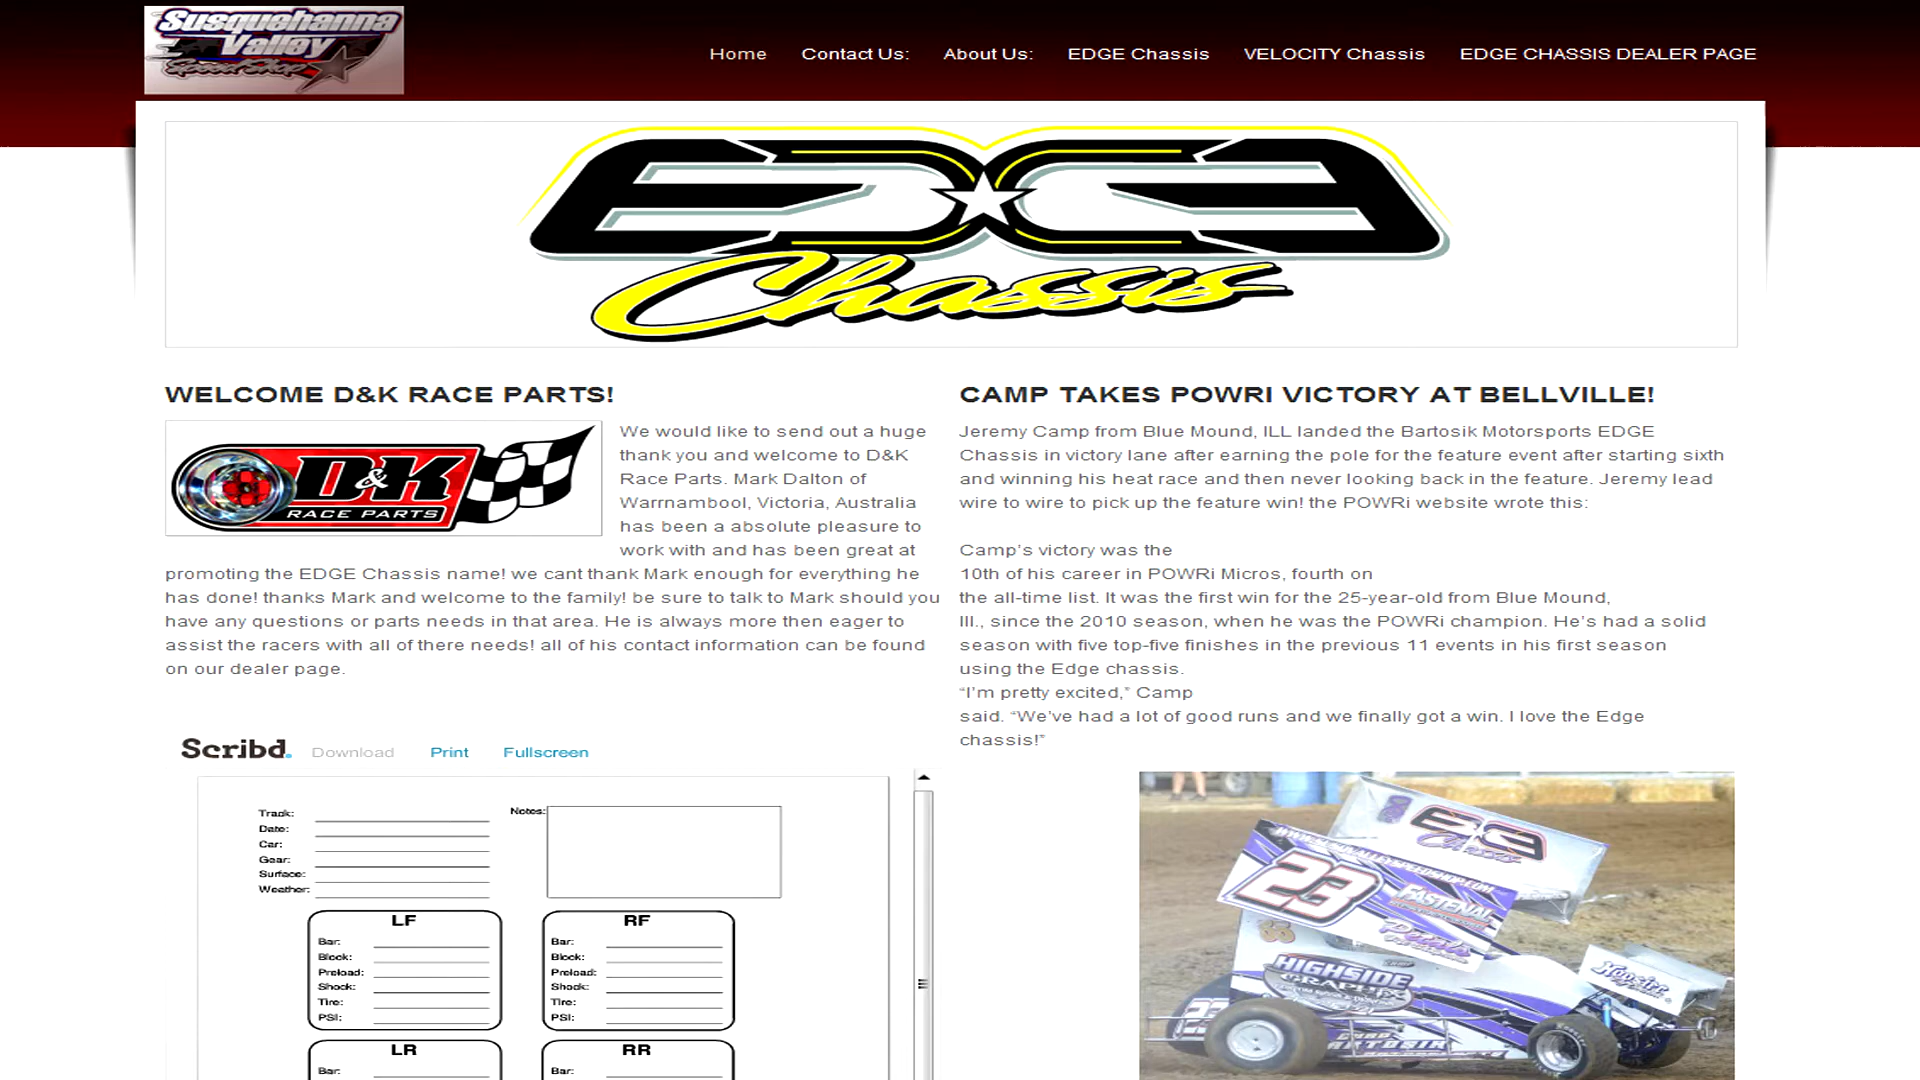 Susquehanna
Valley
Speed Shop
Home
Contact Us:
About Us:
EDGE Chassis
VELOCITY Chassis
EDGE CHASSIS DEALER PAGE
Chassis
WELCOME D&K RACE PARTS!
D&K
RACE PARTS
We would like to send out a huge
thank you and welcome to D&K
Race Parts. Mark Dalton of
Warrnambool, Victoria, Australia
has been a absolute pleasure to
work with and has been great at
promoting the EDGE Chassis name! we cant thank Mark enough for everything he
has done! thanks Mark and welcome to the family! be sure to talk to Mark should you
have any questions or parts needs in that area. He is always more then eager to
assist the racers with all of there needs! all of his contact information can be found
on our dealer page.
Scribd.
Download
Print
Fullscreen
Track:
Date:
Car:
Gear:
Surface:
Weather:
Notes:
LF
Bar:
Block:
Preload:
Shock:
Tire:
PSI:
RF
Bar:
Block:
Preload:
Shock:
Tire:
PSI:
LR
Bar:
RR
Bar:
CAMP TAKES POWRI VICTORY AT BELLVILLE!
Jeremy Camp from Blue Mound, ILL landed the Bartosik Motorsports EDGE
Chassis in victory lane after earning the pole for the feature event after starting sixth
and winning his heat race and then never looking back in the feature. Jeremy lead
wire to wire to pick up the feature win! the POWRi website wrote this:
Camp’s victory was the
10th of his career in POWRi Micros, fourth on
the all-time list. It was the first win for the 25-year-old from Blue Mound,
Ill., since the 2010 season, when he was the POWRi champion. He’s had a solid
season with five top-five finishes in the previous 11 events in his first season
using the Edge chassis.
“I’m pretty excited,” Camp
said. “We’ve had a lot of good runs and we finally got a win. I love the Edge
chassis!”
Chassis
23
FASTENAL
HIGHSIDE
GRAPHIX
Hoosier